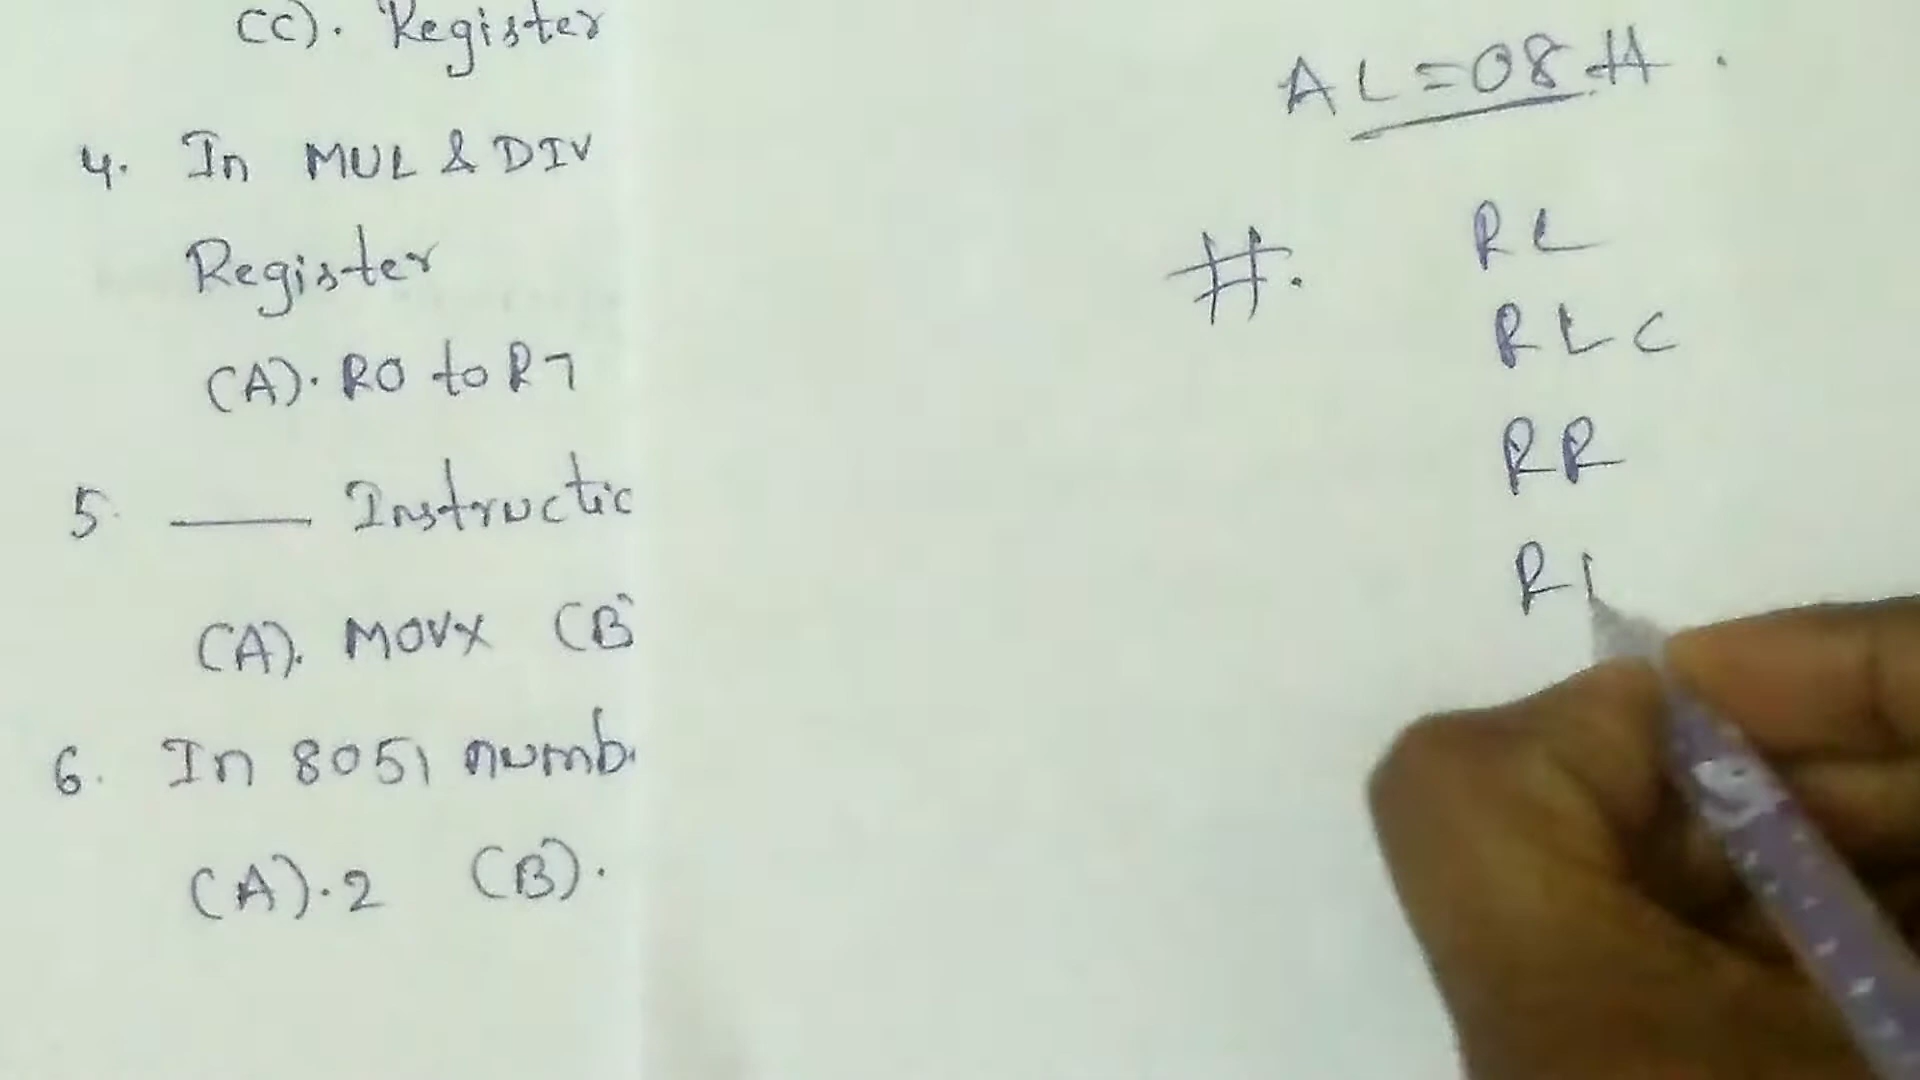 (C). Register
4. In MUL & DIV
Register
(A). R0 to R7
5. ____ Instructic
(A). MOVX (B
6. In 8051 numb
(A). 2 (B).
AL=08H.
#. RL
RLC
RR
R